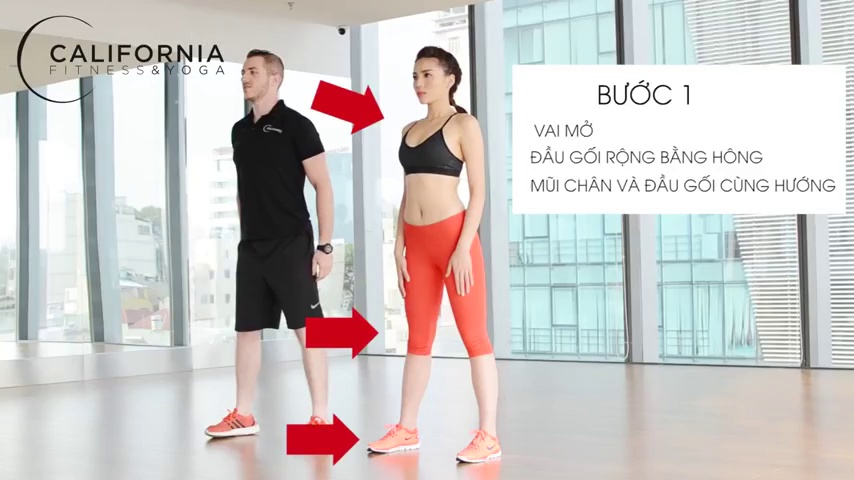 CALIFORNIA
FITNESS & YOGA
BƯỚC 1
VAI MỞ
ĐẦU GỐI RỘNG BẰNG HÔNG
MŨI CHÂN VÀ ĐẦU GỐI CÙNG HƯỚNG